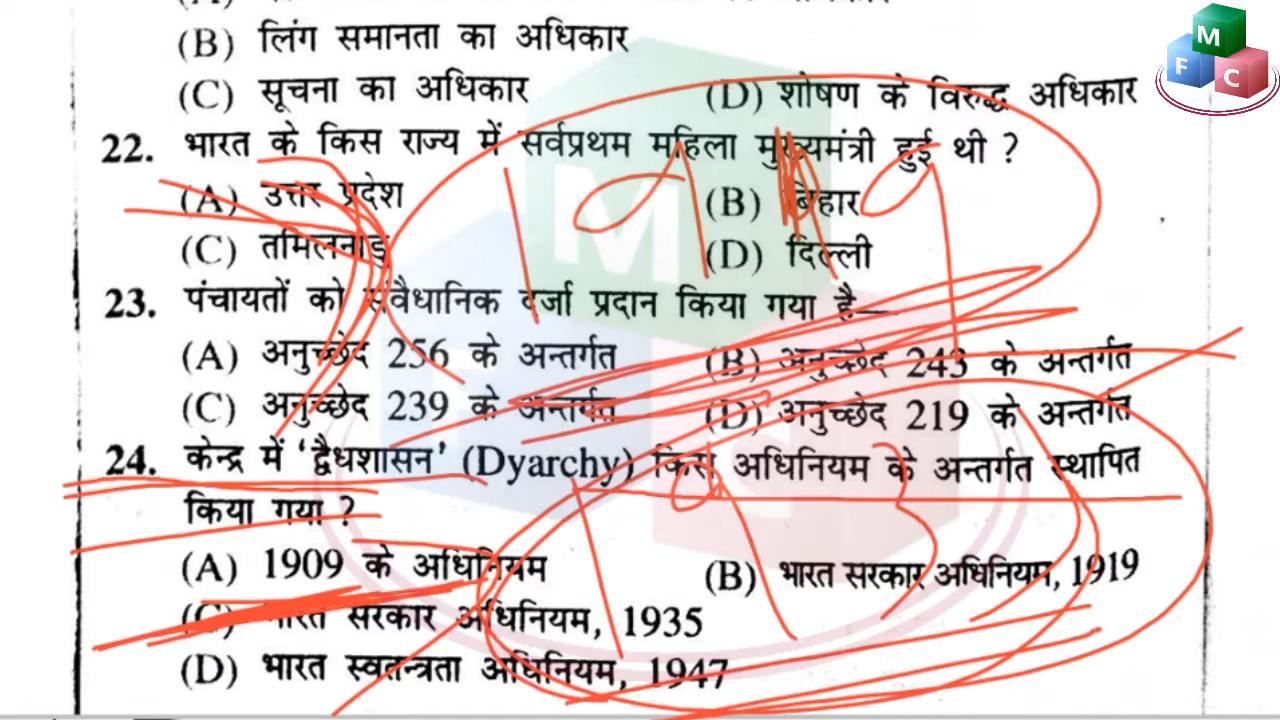 (B) लिंग समानता का अधिकार
(C) सूचना का अधिकार (D) शोषण के विरुद्ध अधिकार
22. भारत के किस राज्य में सर्वप्रथम महिला मुख्यमंत्री हुई थी ?
(A) उत्तर प्रदेश (B) बिहार
(C) तमिलनाडु (D) दिल्ली
23. पंचायतों को संवैधानिक दर्जा प्रदान किया गया है—
(A) अनुच्छेद 256 के अन्तर्गत (B) अनुच्छेद 243 के अन्तर्गत
(C) अनुच्छेद 239 के अन्तर्गत (D) अनुच्छेद 219 के अन्तर्गत
24. केन्द्र में ‘द्वैधशासन’ (Dyarchy) किस अधिनियम के अन्तर्गत स्थापित
किया गया ?
(A) 1909 के अधिनियम (B) भारत सरकार अधिनियम, 1919
(C) भारत सरकार अधिनियम, 1935
(D) भारत स्वतन्त्रता अधिनियम, 1947
M
F C